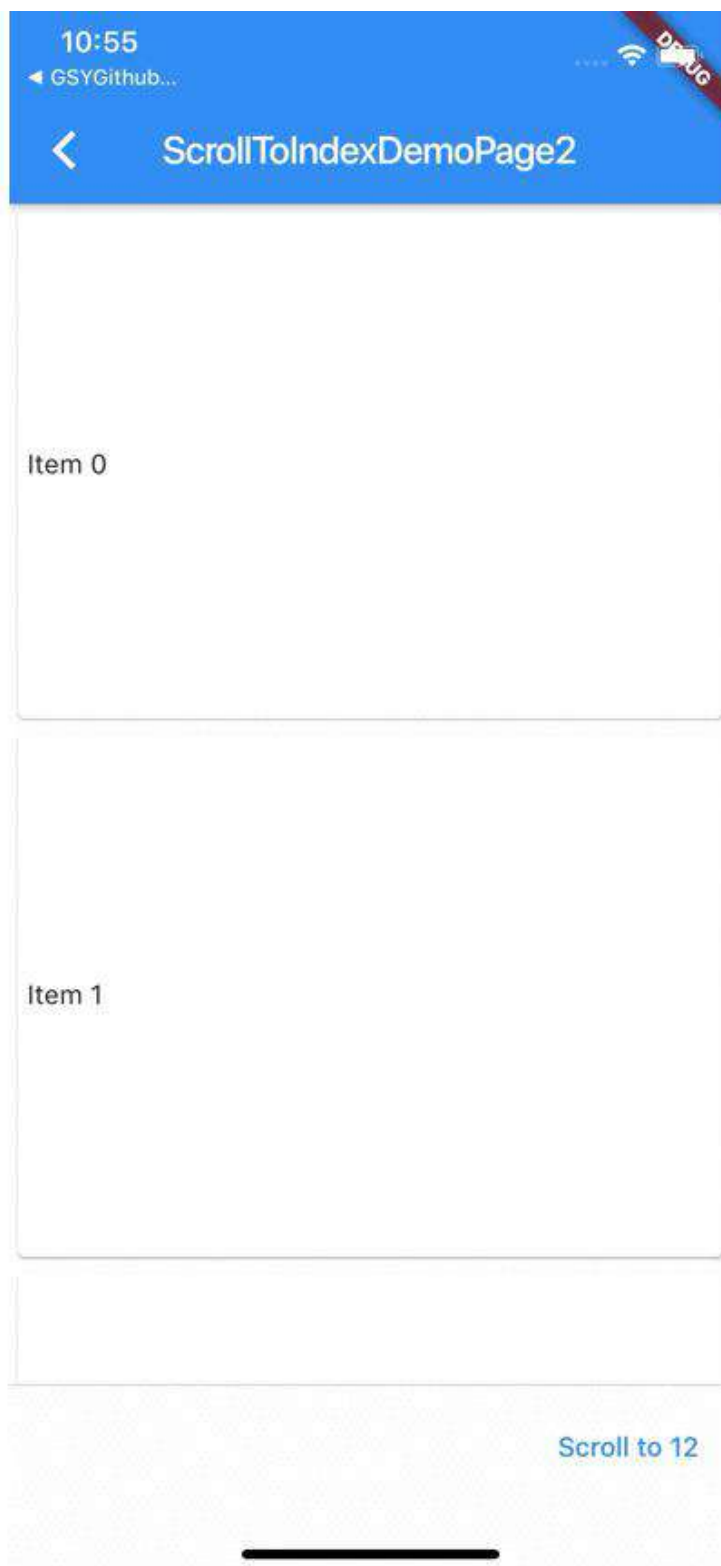 10:55
◀ GSYGithub...
DEBUG
ScrollToIndexDemoPage2
Item 0
Item 1
Scroll to 12